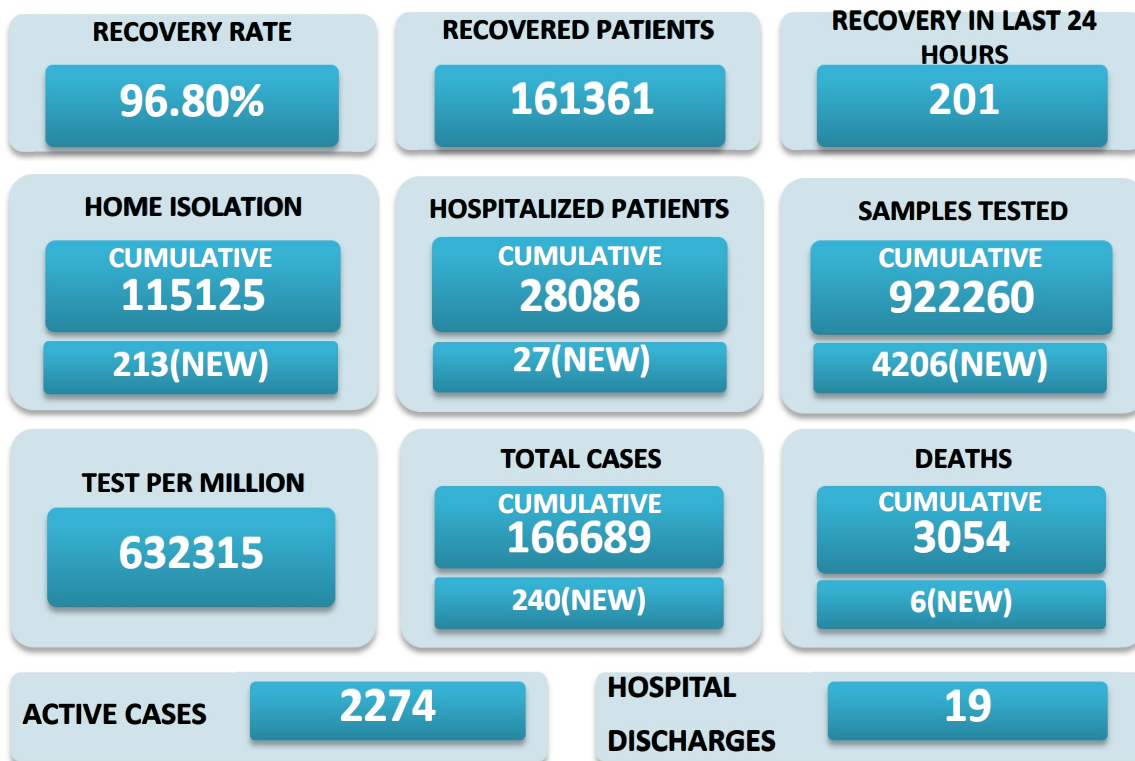 RECOVERY RATE
96.80%
RECOVERED PATIENTS
161361
RECOVERY IN LAST 24
HOURS
201
HOME ISOLATION
CUMULATIVE
115125
213(NEW)
HOSPITALIZED PATIENTS
CUMULATIVE
28086
27(NEW)
SAMPLES TESTED
CUMULATIVE
922260
4206(NEW)
TEST PER MILLION
632315
TOTAL CASES
CUMULATIVE
166689
240(NEW)
DEATHS
CUMULATIVE
3054
6(NEW)
ACTIVE CASES
2274
HOSPITAL
DISCHARGES
19